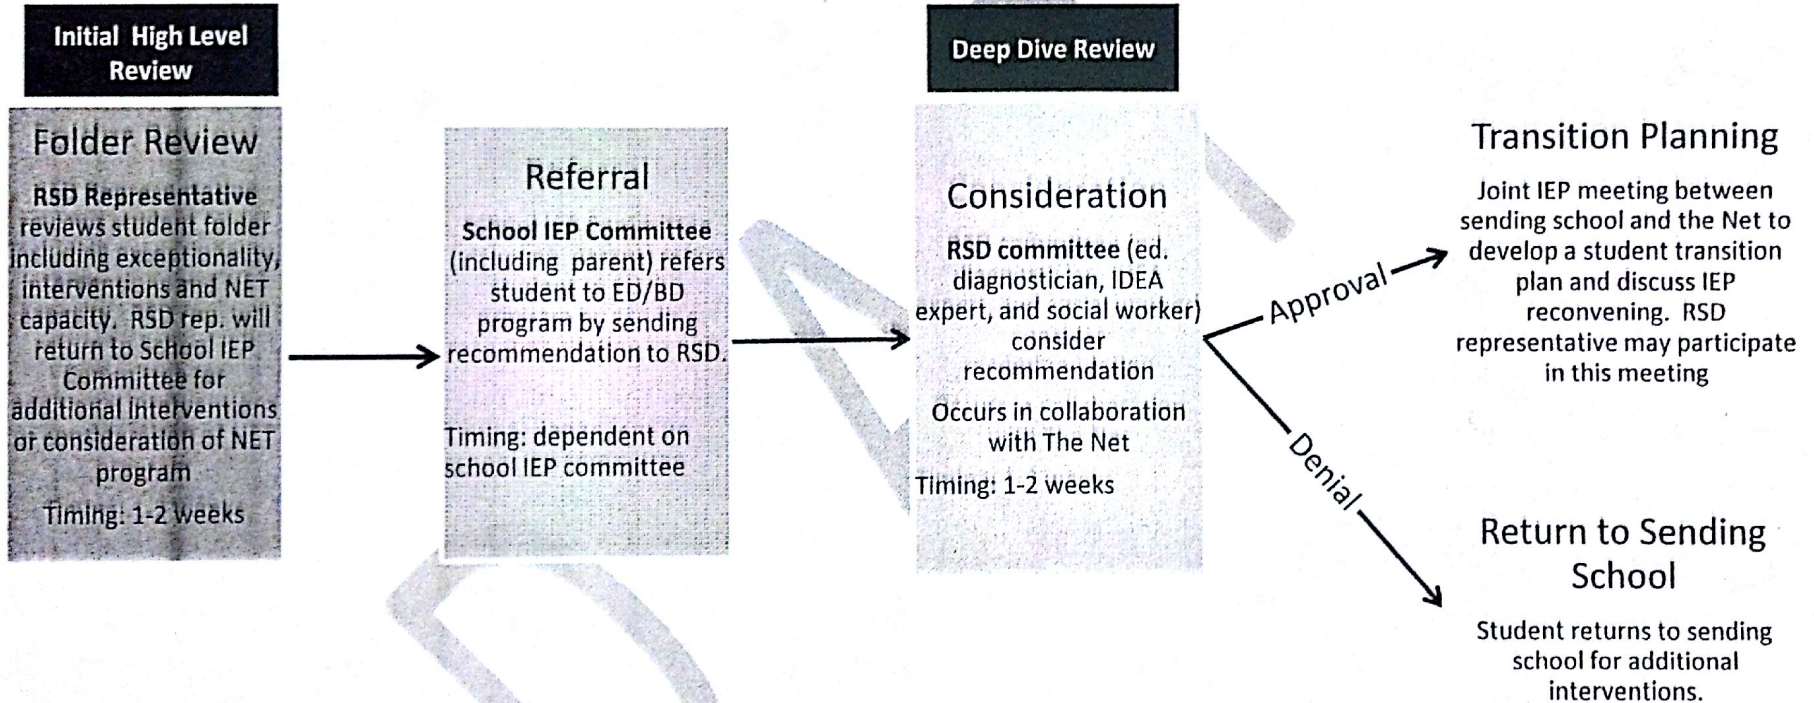 Initial High Level
Review
Folder Review
RSD Representative
reviews student folder
including exceptionality,
interventions and NET
capacity. RSD rep. will
return to School IEP
Committee for
additional interventions
or consideration of NET
program
Timing: 1-2 weeks
Referral
School IEP Committee
(including parent) refers
student to ED/BD
program by sending
recommendation to RSD.
Timing: dependent on
school IEP committee
Deep Dive Review
Consideration
RSD committee (ed.
diagnostician, IDEA
expert, and social worker)
consider
recommendation
Occurs in collaboration
with The Net
Timing: 1-2 weeks
Approval
Denial
Transition Planning
Joint IEP meeting between
sending school and the Net to
develop a student transition
plan and discuss IEP
reconvening. RSD
representative may participate
in this meeting
Return to Sending
School
Student returns to sending
school for additional
interventions.